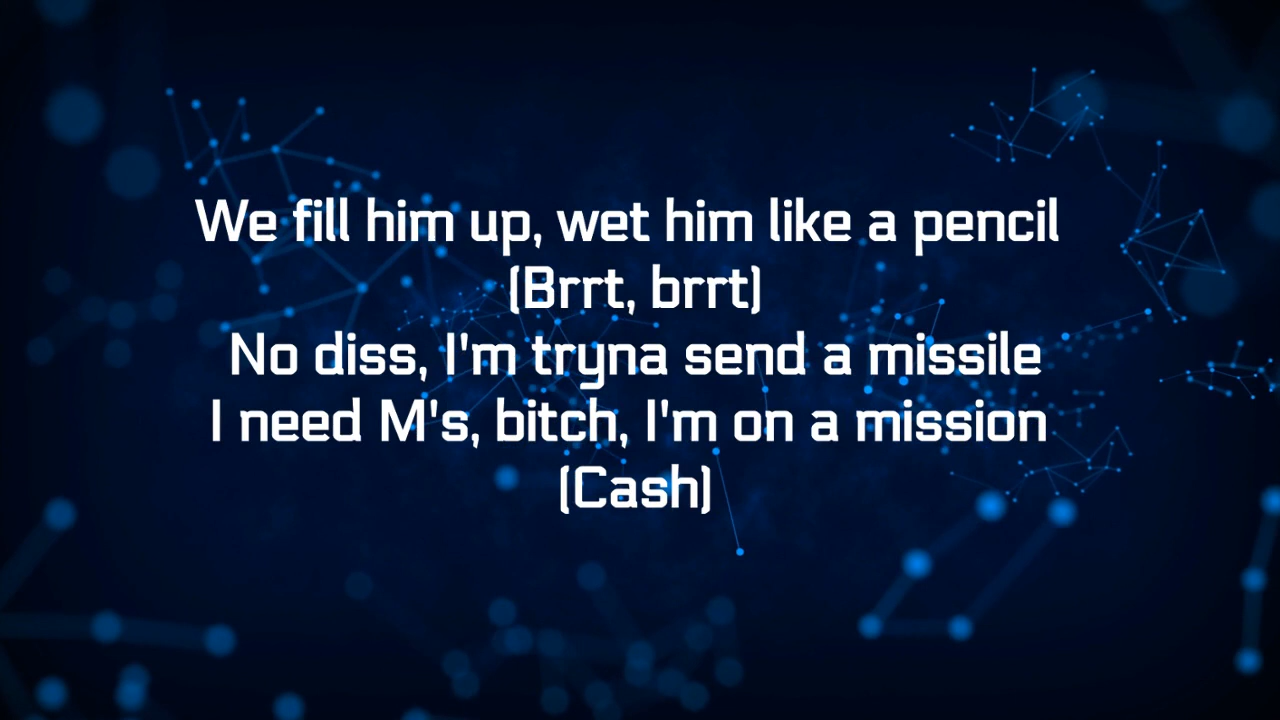 We fill him up, wet him like a pencil
(Brrt, brrt)
No diss, I'm tryna send a missile
I need M's, bitch, I'm on a mission
(Cash)